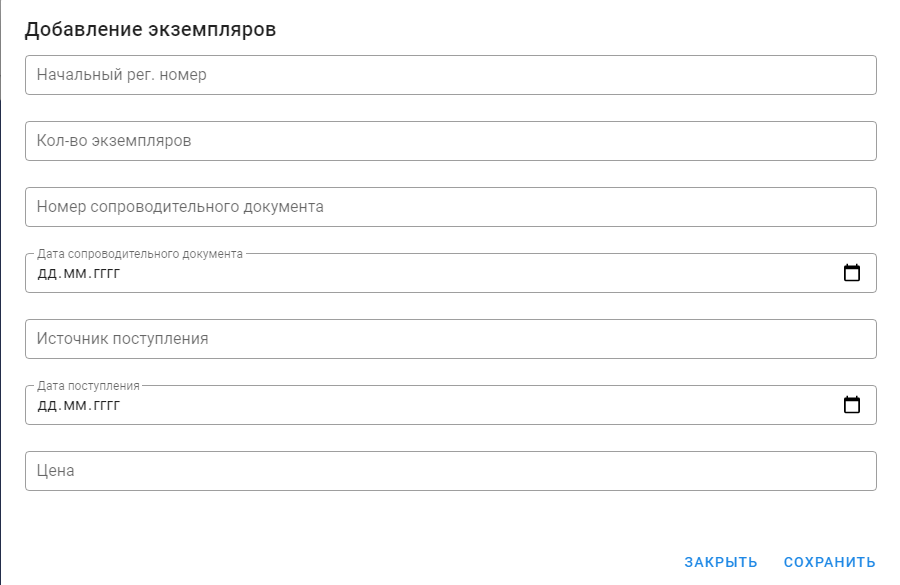 Добавление экземпляров
Начальный рег. номер
Кол-во экземпляров
Номер сопроводительного документа
Дата сопроводительного документа
ДД.ММ.ГГГГ
Источник поступления
Дата поступления
ДД.ММ.ГГГГ
Цена
ЗАКРЫТЬ СОХРАНИТЬ